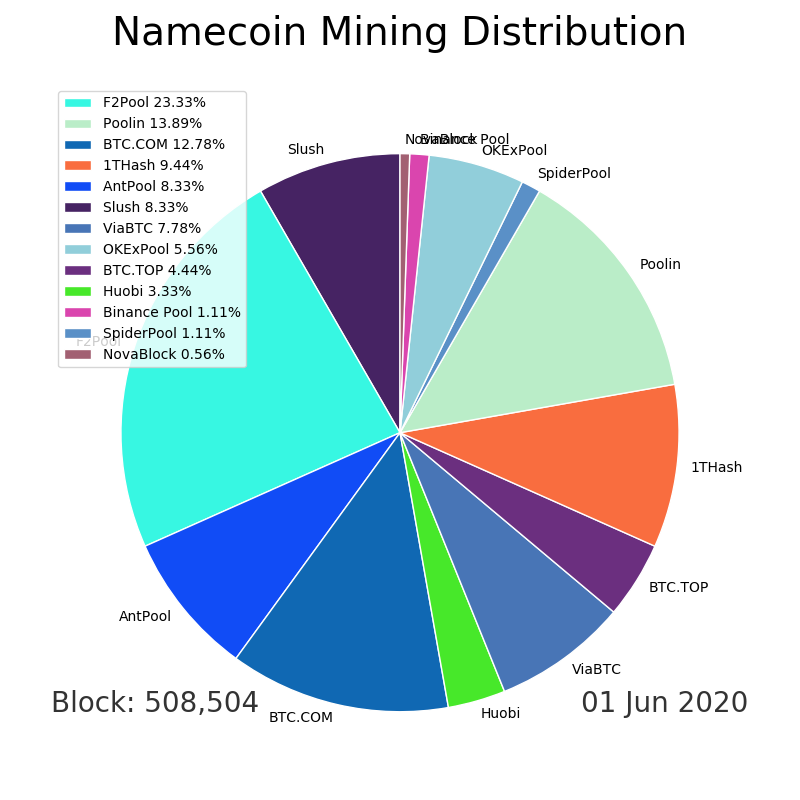 Namecoin Mining Distribution
F2Pool 23.33%
Poolin 13.89%
BTC.COM 12.78%
1THash 9.44%
AntPool 8.33%
Slush 8.33%
ViaBTC 7.78%
OKExPool 5.56%
BTC.TOP 4.44%
Huobi 3.33%
Binance Pool 1.11%
SpiderPool 1.11%
NovaBlock 0.56%
Slush
NovaBlock
Binance Pool
OKExPool
SpiderPool
Poolin
F2Pool
1THash
BTC.TOP
AntPool
ViaBTC
Huobi
BTC.COM
Block: 508,504
01 Jun 2020